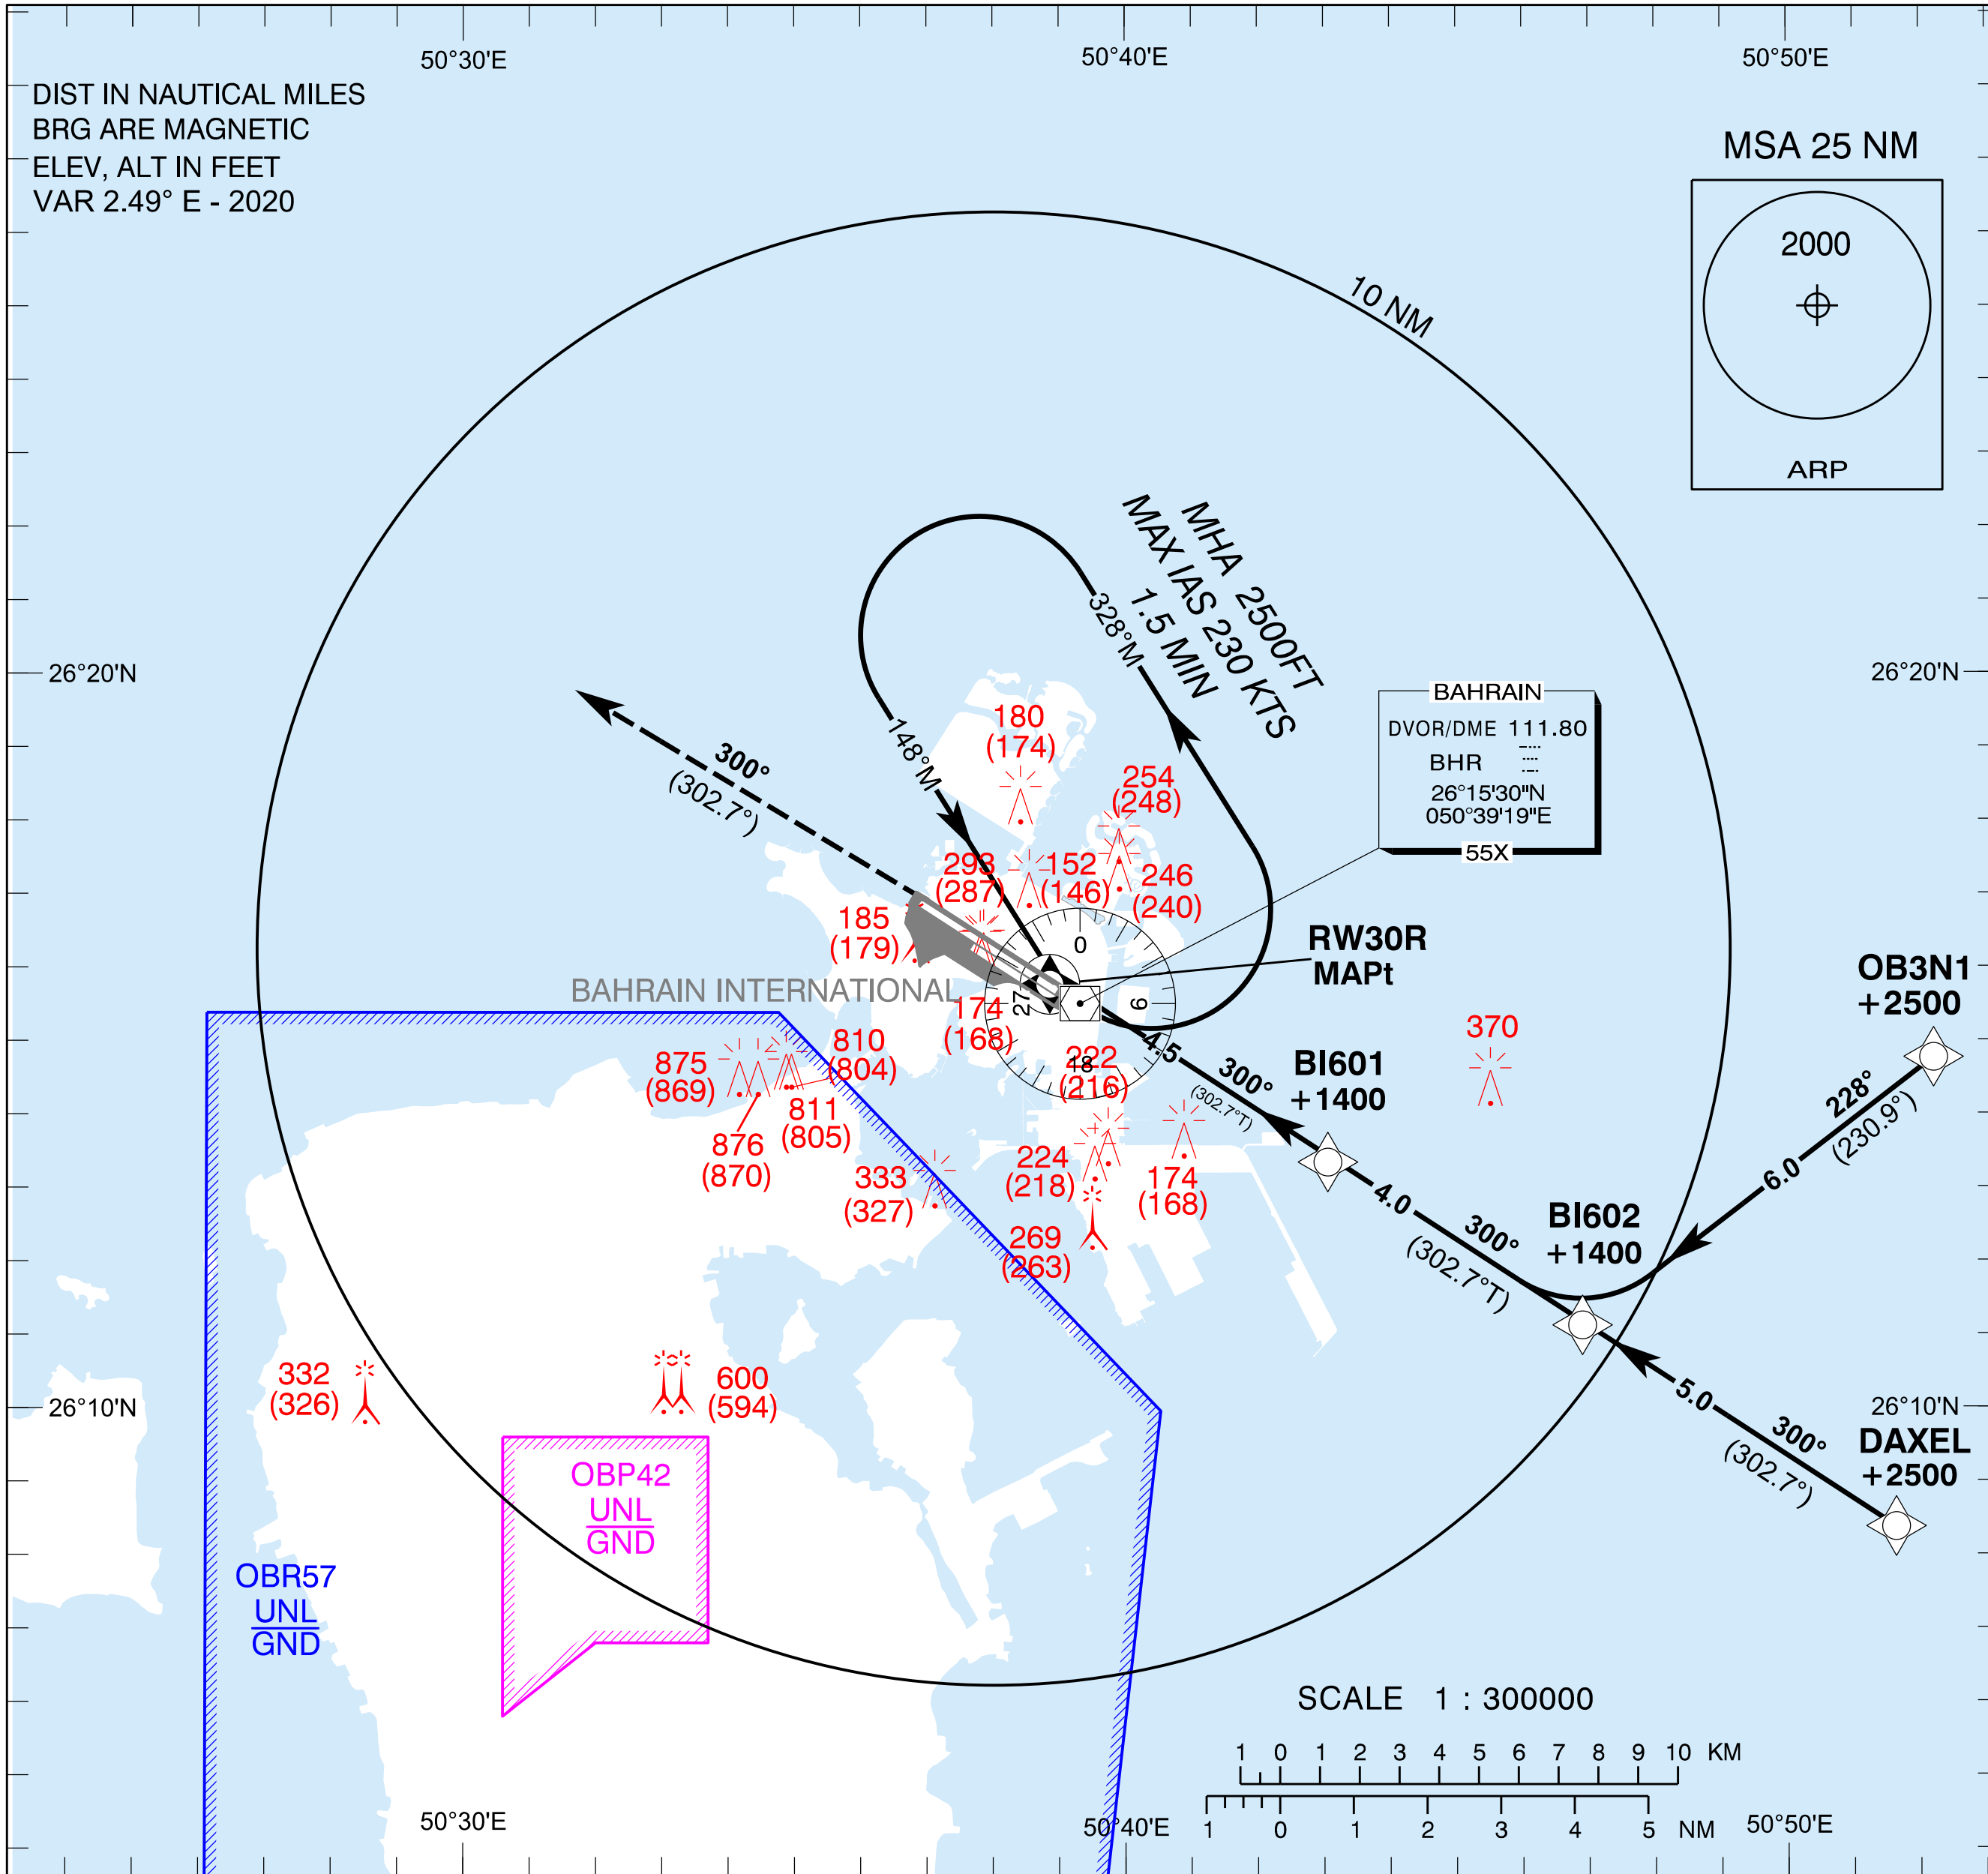 50°30'E
50°40'E
50°50'E
DIST IN NAUTICAL MILES
BRG ARE MAGNETIC
ELEV, ALT IN FEET
VAR 2.49° E - 2020
MSA 25 NM
2000
ARP
10 NM
MHA 2500FT
MAX IAS 230 KTS
1.5 MIN
328°M
148°M
26°20'N
26°20'N
300°
(302.7°)
BAHRAIN
DVOR/DME 111.80
BHR
26°15'30"N
050°39'19"E
55X
180
(174)
254
(248)
293
(287)
152
(146)
246
(240)
185
(179)
0
6
18
27
RW30R
MAPt
BAHRAIN INTERNATIONAL
174
(168)
OB3N1
+2500
370
810
(804)
875
(869)
811
(805)
876
(870)
222
(216)
4.5
300°
(302.7°T)
BI601
+1400
228°
(230.9°)
6.0
333
(327)
224
(218)
174
(168)
269
(263)
4.0
300°
(302.7°T)
BI602
+1400
332
(326)
600
(594)
26°10'N
26°10'N
5.0
300°
(302.7°)
DAXEL
+2500
OBP42
UNL
GND
OBR57
UNL
GND
SCALE 1 : 300000
1 0 1 2 3 4 5 6 7 8 9 10 KM
1 0 1 2 3 4 5 NM
50°30'E
50°40'E
50°50'E